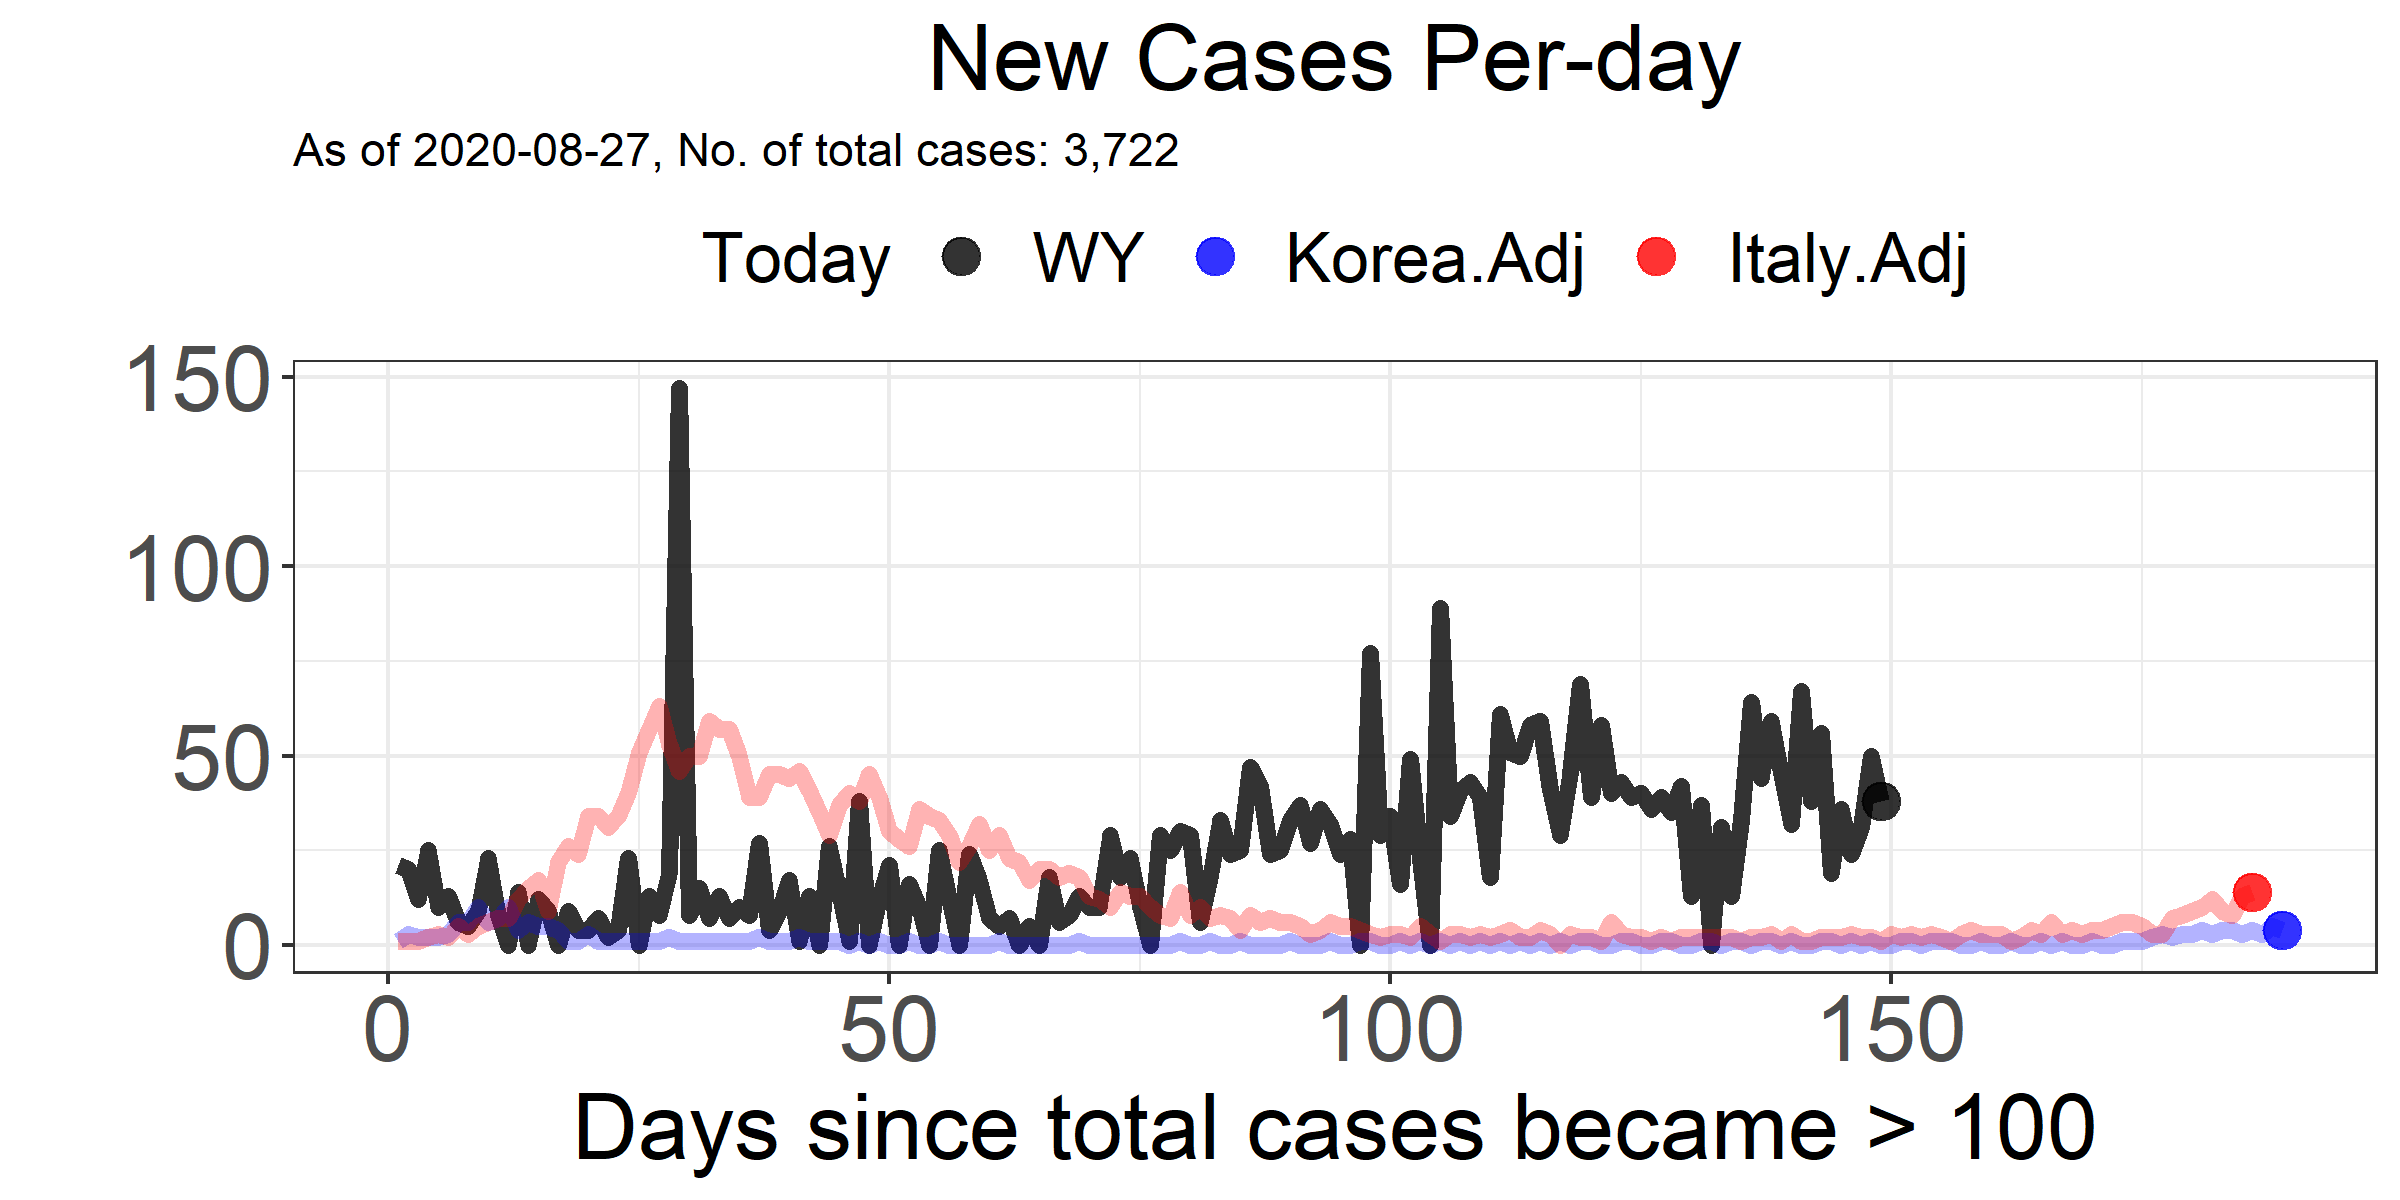 New Cases Per-day
As of 2020-08-27, No. of total cases: 3,722
Today WY Korea.Adj Italy.Adj
150
100
50
0
0 50 100 150
Days since total cases became > 100